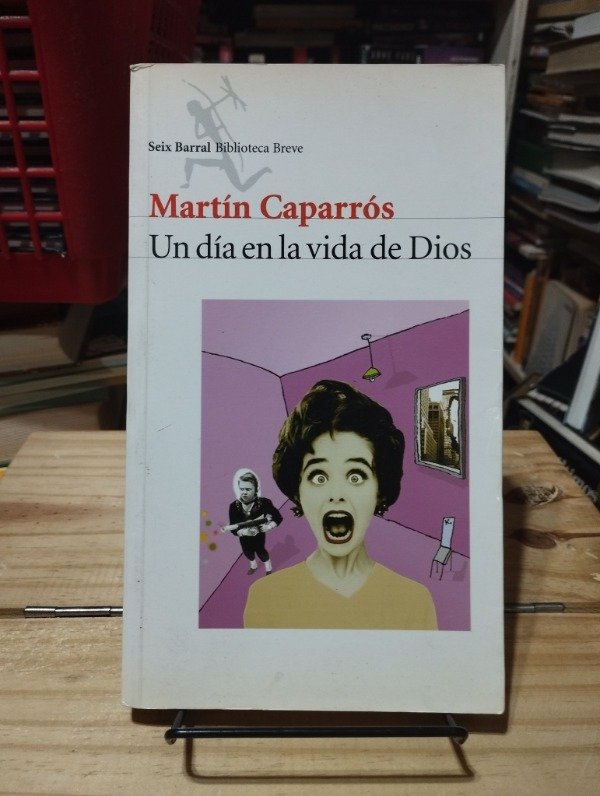 Seix Barral Biblioteca Breve
Martín Caparrós
Un día en la vida de Dios